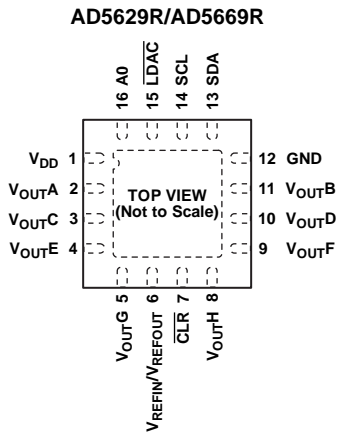 AD5629R/AD5669R
16 A0
15 LDAC
14 SCL
13 SDA
VDD 1
VOUTA 2
VOUTC 3
VOUTE 4
TOP VIEW
(Not to Scale)
12 GND
11 VOUTB
10 VOUTD
9 VOUTF
VOUTG 5
VREFIN/VREFOUT 6
CLR 7
VOUTH 8